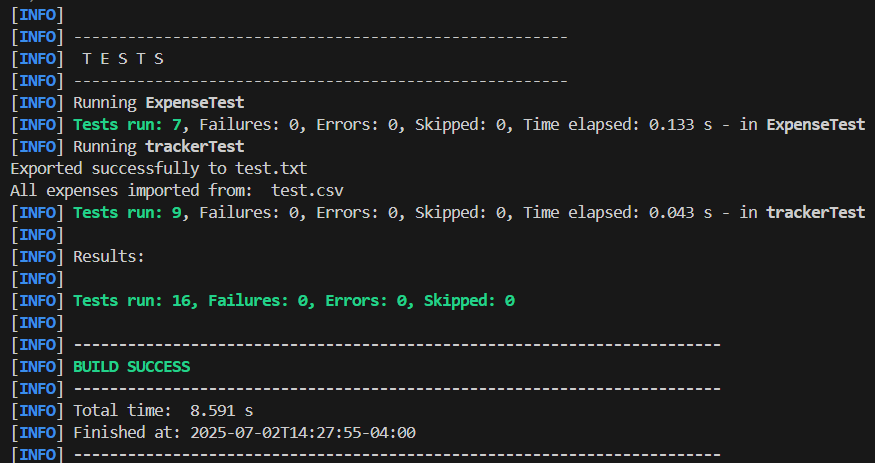 [INFO]
[INFO] -------------------------------------------------------
[INFO]  T E S T S
[INFO] -------------------------------------------------------
[INFO] Running ExpenseTest
[INFO] Tests run: 7, Failures: 0, Errors: 0, Skipped: 0, Time elapsed: 0.133 s - in ExpenseTest
[INFO] Running trackerTest
Exported successfully to test.txt
All expenses imported from:  test.csv
[INFO] Tests run: 9, Failures: 0, Errors: 0, Skipped: 0, Time elapsed: 0.043 s - in trackerTest
[INFO]
[INFO] Results:
[INFO]
[INFO] Tests run: 16, Failures: 0, Errors: 0, Skipped: 0
[INFO]
[INFO] ------------------------------------------------------------------------
[INFO] BUILD SUCCESS
[INFO] ------------------------------------------------------------------------
[INFO] Total time:  8.591 s
[INFO] Finished at: 2025-07-02T14:27:55-04:00
[INFO] ------------------------------------------------------------------------